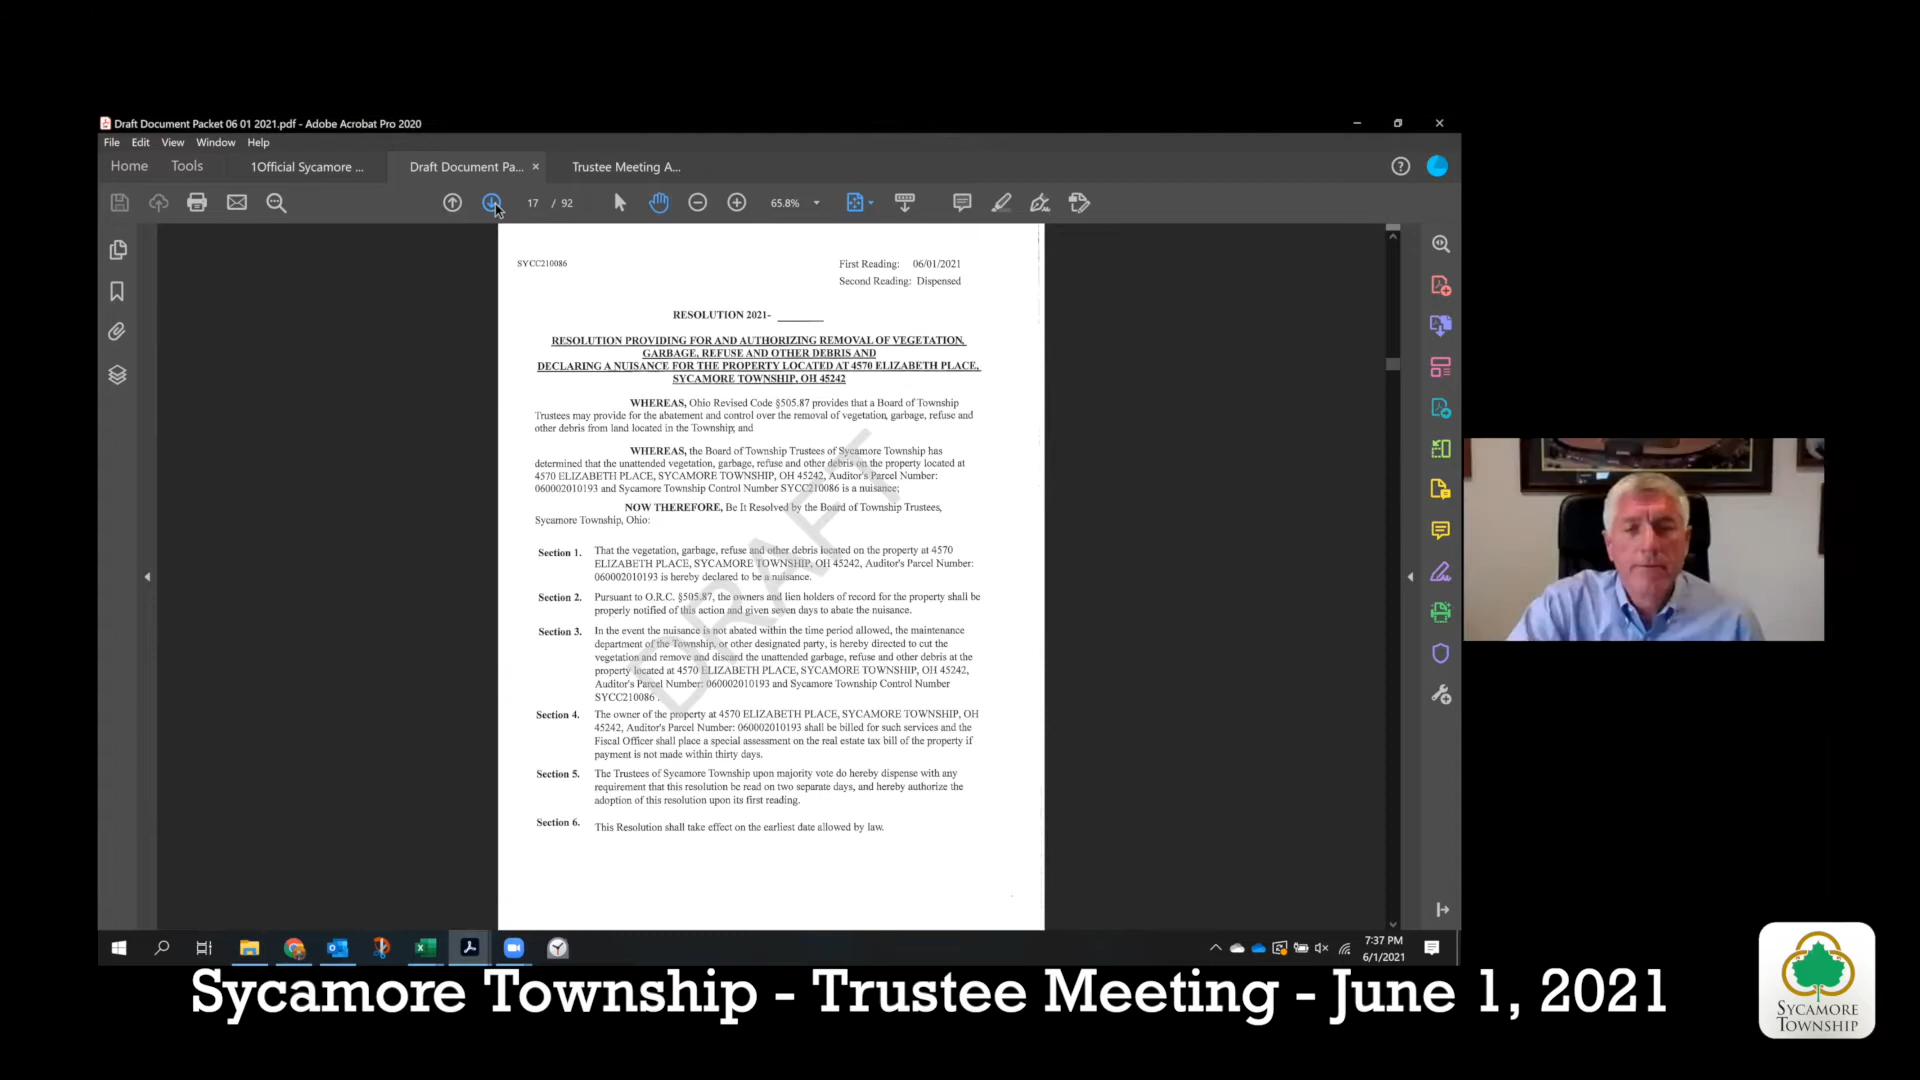 Draft Document Packet 06 01 2021.pdf - Adobe Acrobat Pro 2020
File Edit View Window Help
Home Tools 1Official Sycamore ... Draft Document Pa... × Trustee Meeting A...
17 / 92 65.8%
SYCC210086
First Reading: 06/01/2021
Second Reading: Dispensed
RESOLUTION 2021- ______
RESOLUTION PROVIDING FOR AND AUTHORIZING REMOVAL OF VEGETATION,
GARBAGE, REFUSE AND OTHER DEBRIS AND
DECLARING A NUISANCE FOR THE PROPERTY LOCATED AT 4570 ELIZABETH PLACE,
SYCAMORE TOWNSHIP, OH 45242
WHEREAS, Ohio Revised Code §505.87 provides that a Board of Township
Trustees may provide for the abatement and control over the removal of vegetation, garbage, refuse and
other debris from land located in the Township; and
WHEREAS, the Board of Township Trustees of Sycamore Township has
determined that the unattended vegetation, garbage, refuse and other debris on the property located at
4570 ELIZABETH PLACE, SYCAMORE TOWNSHIP, OH 45242, Auditor's Parcel Number:
060002010193 and Sycamore Township Control Number SYCC210086 is a nuisance;
NOW THEREFORE, Be It Resolved by the Board of Township Trustees,
Sycamore Township, Ohio:
Section 1. That the vegetation, garbage, refuse and other debris located on the property at 4570
ELIZABETH PLACE, SYCAMORE TOWNSHIP, OH 45242, Auditor's Parcel Number:
060002010193 is hereby declared to be a nuisance.
Section 2. Pursuant to O.R.C. §505.87, the owners and lien holders of record for the property shall be
properly notified of this action and given seven days to abate the nuisance.
Section 3. In the event the nuisance is not abated within the time period allowed, the maintenance
department of the Township, or other designated party, is hereby directed to cut the
vegetation and remove and discard the unattended garbage, refuse and other debris at the
property located at 4570 ELIZABETH PLACE, SYCAMORE TOWNSHIP, OH 45242,
Auditor's Parcel Number: 060002010193 and Sycamore Township Control Number
SYCC210086 .
Section 4. The owner of the property at 4570 ELIZABETH PLACE, SYCAMORE TOWNSHIP, OH
45242, Auditor's Parcel Number: 060002010193 shall be billed for such services and the
Fiscal Officer shall place a special assessment on the real estate tax bill of the property if
payment is not made within thirty days.
Section 5. The Trustees of Sycamore Township upon majority vote do hereby dispense with any
requirement that this resolution be read on two separate days, and hereby authorize the
adoption of this resolution upon its first reading.
Section 6. This Resolution shall take effect on the earliest date allowed by law.
DRAFT
7:37 PM
6/1/2021
Sycamore Township - Trustee Meeting - June 1, 2021
SYCAMORE
TOWNSHIP